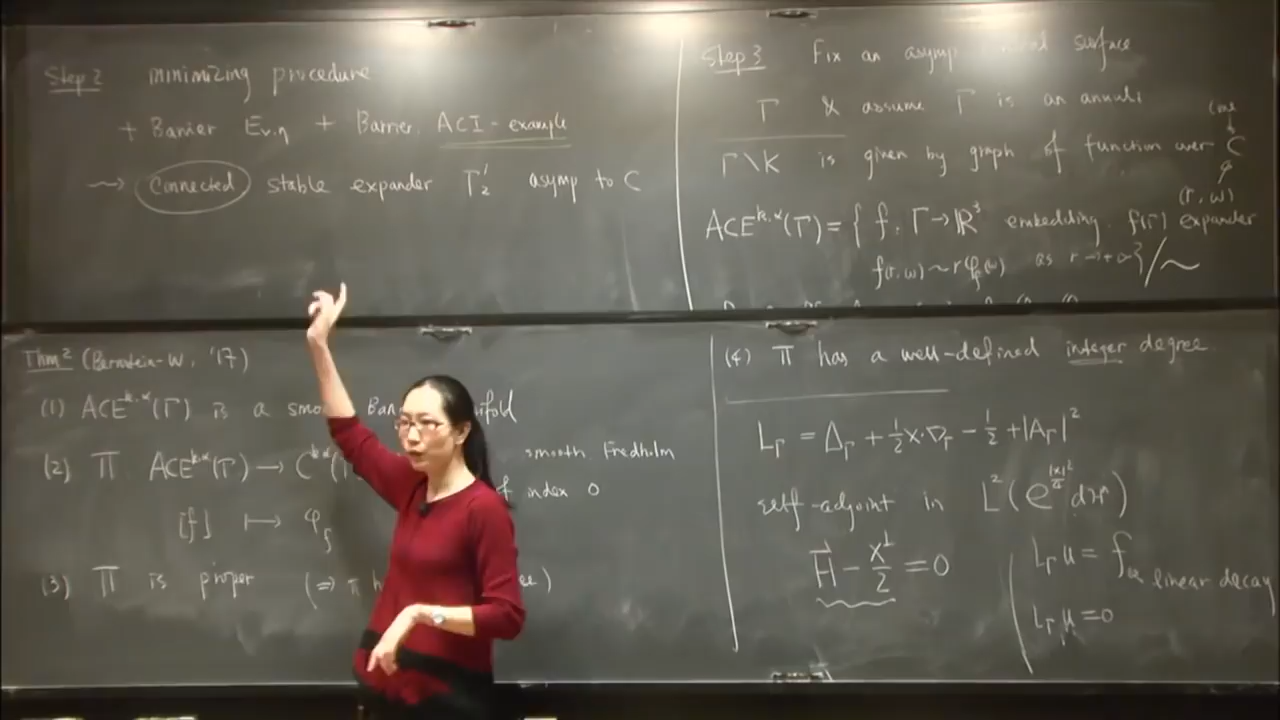 Step 2 minimizing procedure
+ Barrier Ev.η + Barrier. ACI-example
⇝ Connected stable expander Γ₂' asymp to C
Step 3 Fix an asymp surface
Γ & assume Γ is an annuli
Γ\K is given by graph of function over C
cone
(r, ω)
ACE^{k,α}(Γ) = { f: Γ→ℝ³ embedding. f(Γ) expander
f(r,ω) ~ r φ_f(ω) as r→+∞ } / ~
Thm² (Bernstein-W, '17)
(1) ACE^{k,α}(Γ) is a smo Ban ifold
(2) Π ACE^{k,α}(Γ) → C^{k,α}( smooth Fredholm
of index 0
[f] ↦ φ_f
(3) Π is proper (⇒ π
(4) Π has a well-defined integer degree
L_Γ = Δ_Γ + ½x·∇_Γ − ½ + |A_Γ|²
self-adjoint in L²(e^{|x|²/4} dH²)
H⃗ − x^⊥/2 = 0
L_Γ u = f linear decay
L_Γ u = 0